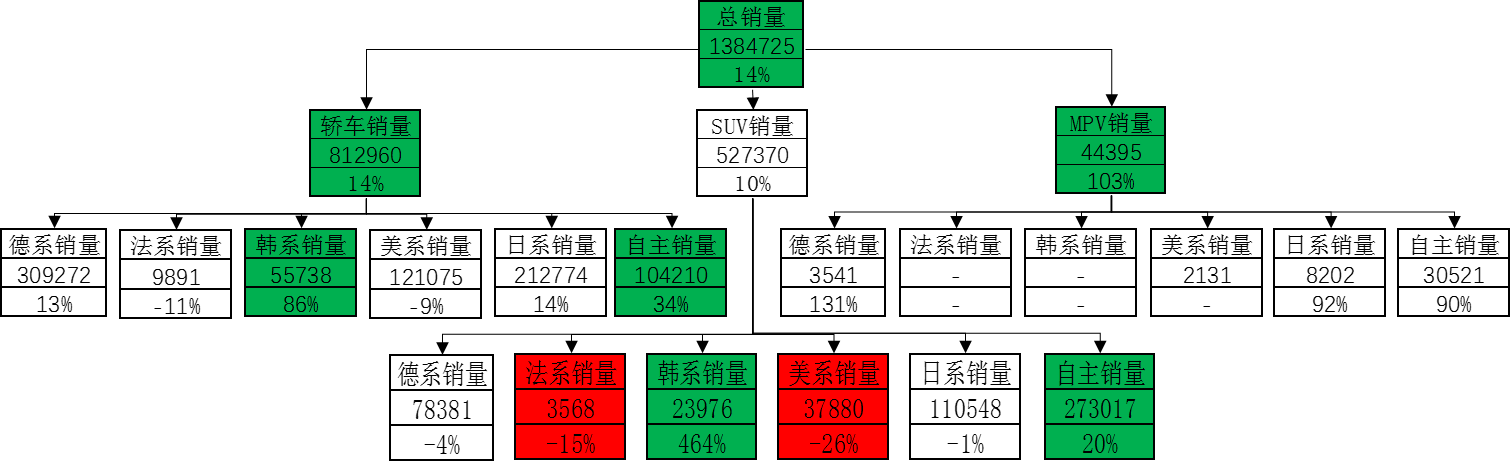 总销量
1384725
14%
轿车销量
812960
14%
SUV销量
527370
10%
MPV销量
44395
103%
德系销量
309272
13%
法系销量
9891
-11%
韩系销量
55738
86%
美系销量
121075
-9%
日系销量
212774
14%
自主销量
104210
34%
德系销量
3541
131%
法系销量
-
-
韩系销量
-
-
美系销量
2131
-
日系销量
8202
92%
自主销量
30521
90%
德系销量
78381
-4%
法系销量
3568
-15%
韩系销量
23976
464%
美系销量
37880
-26%
日系销量
110548
-1%
自主销量
273017
20%